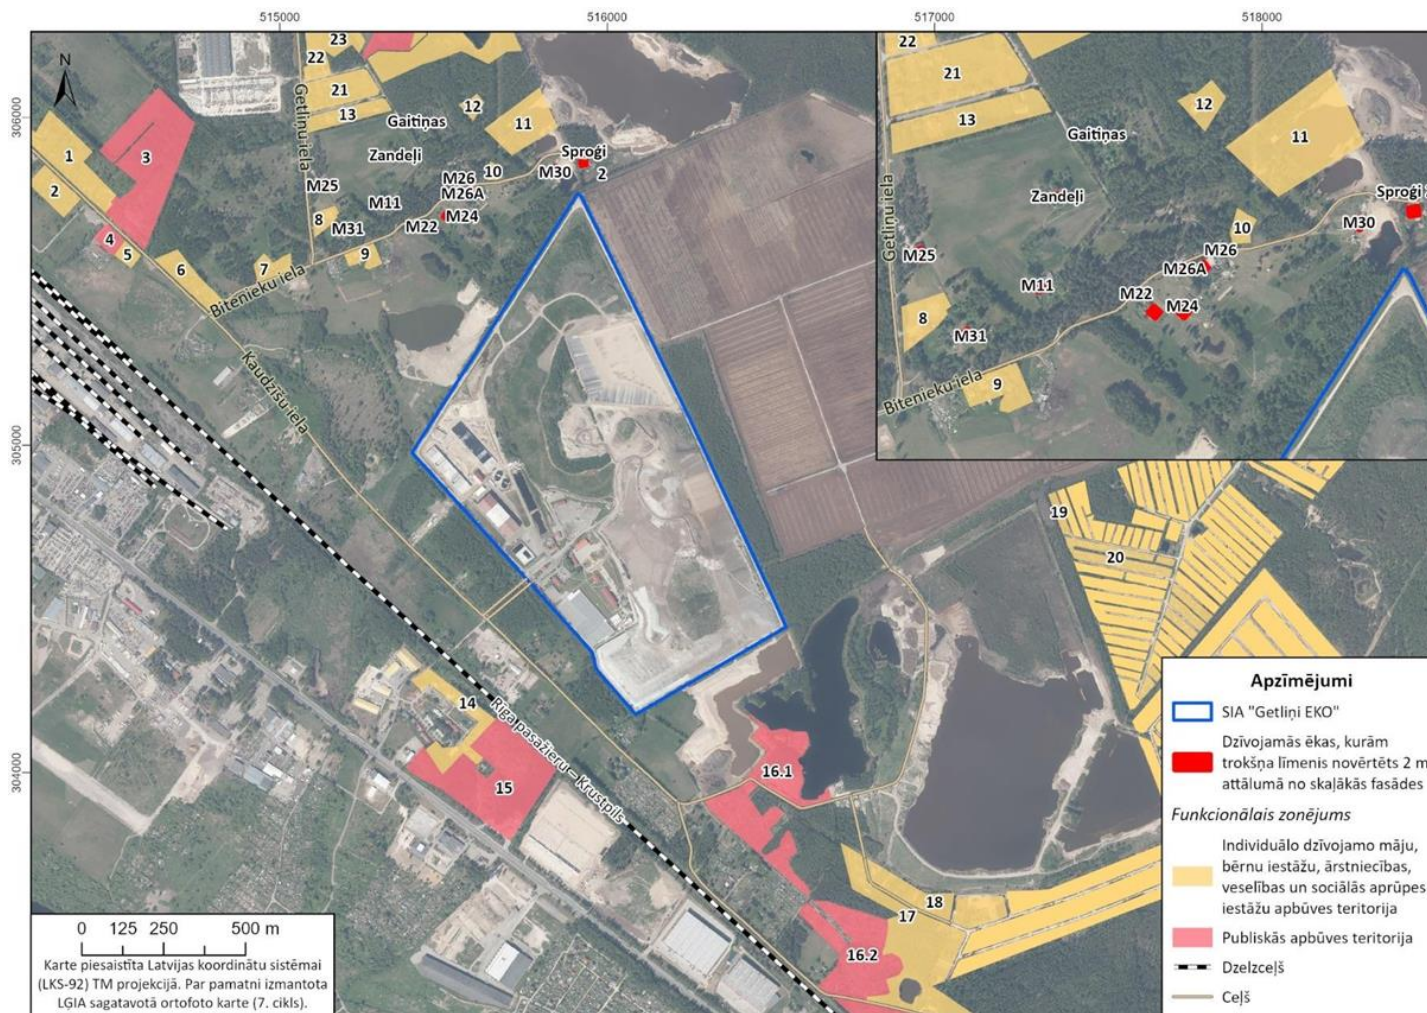 515000
516000
517000
518000
306000
305000
304000
N
23
22
21
13
Getliņu iela
Gaitiņas
12
11
Zandeļi
Sproģi
2
M30
10
M26
M26A
M25
M11
M24
M22
8
M31
9
7
Bitenieku iela
1
2
3
4
5
6
Kaudzīšu iela
22
21
13
Gaitiņas
12
11
Zandeļi
Getliņu iela
Sproģi
M30
10
M26
M26A
M25
M11
M22
M24
8
M31
9
Bitenieku iela
19
20
14
15
Rīga pasažieru – Krustpils
16.1
16.2
17
18
Apzīmējumi
SIA "Getliņi EKO"
Dzīvojamās ēkas, kurām
trokšņa līmenis novērtēts 2 m
attālumā no skaļākās fasādes
Funkcionālais zonējums
Individuālo dzīvojamo māju,
bērnu iestāžu, ārstniecības,
veselības un sociālās aprūpes
iestāžu apbūves teritorija
Publiskās apbūves teritorija
Dzelzceļš
Ceļš
0 125 250 500 m
Karte piesaistīta Latvijas koordinātu sistēmai
(LKS-92) TM projekcijā. Par pamatni izmantota
LĢIA sagatavotā ortofoto karte (7. cikls).